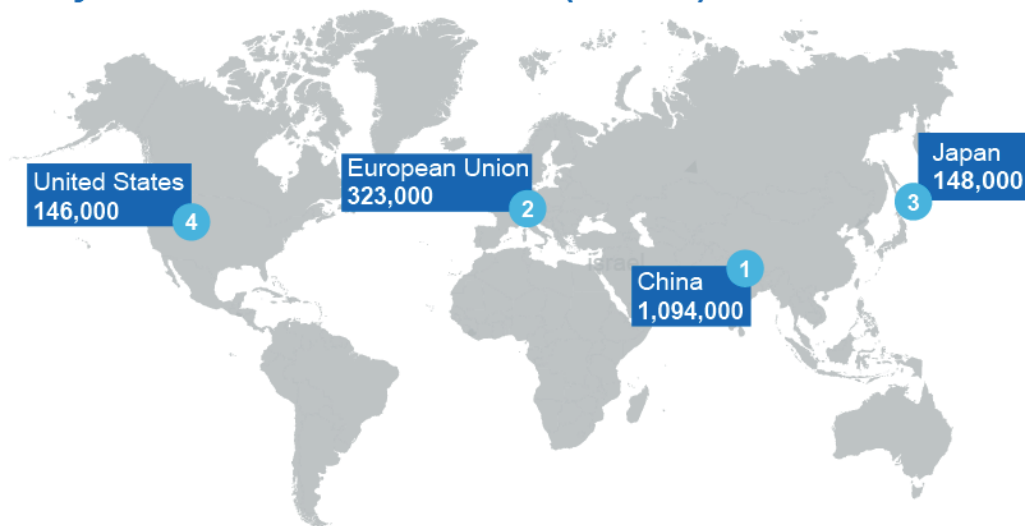 United States
146,000
4
European Union
323,000
2
Japan
148,000
3
China
1,094,000
1
Israel